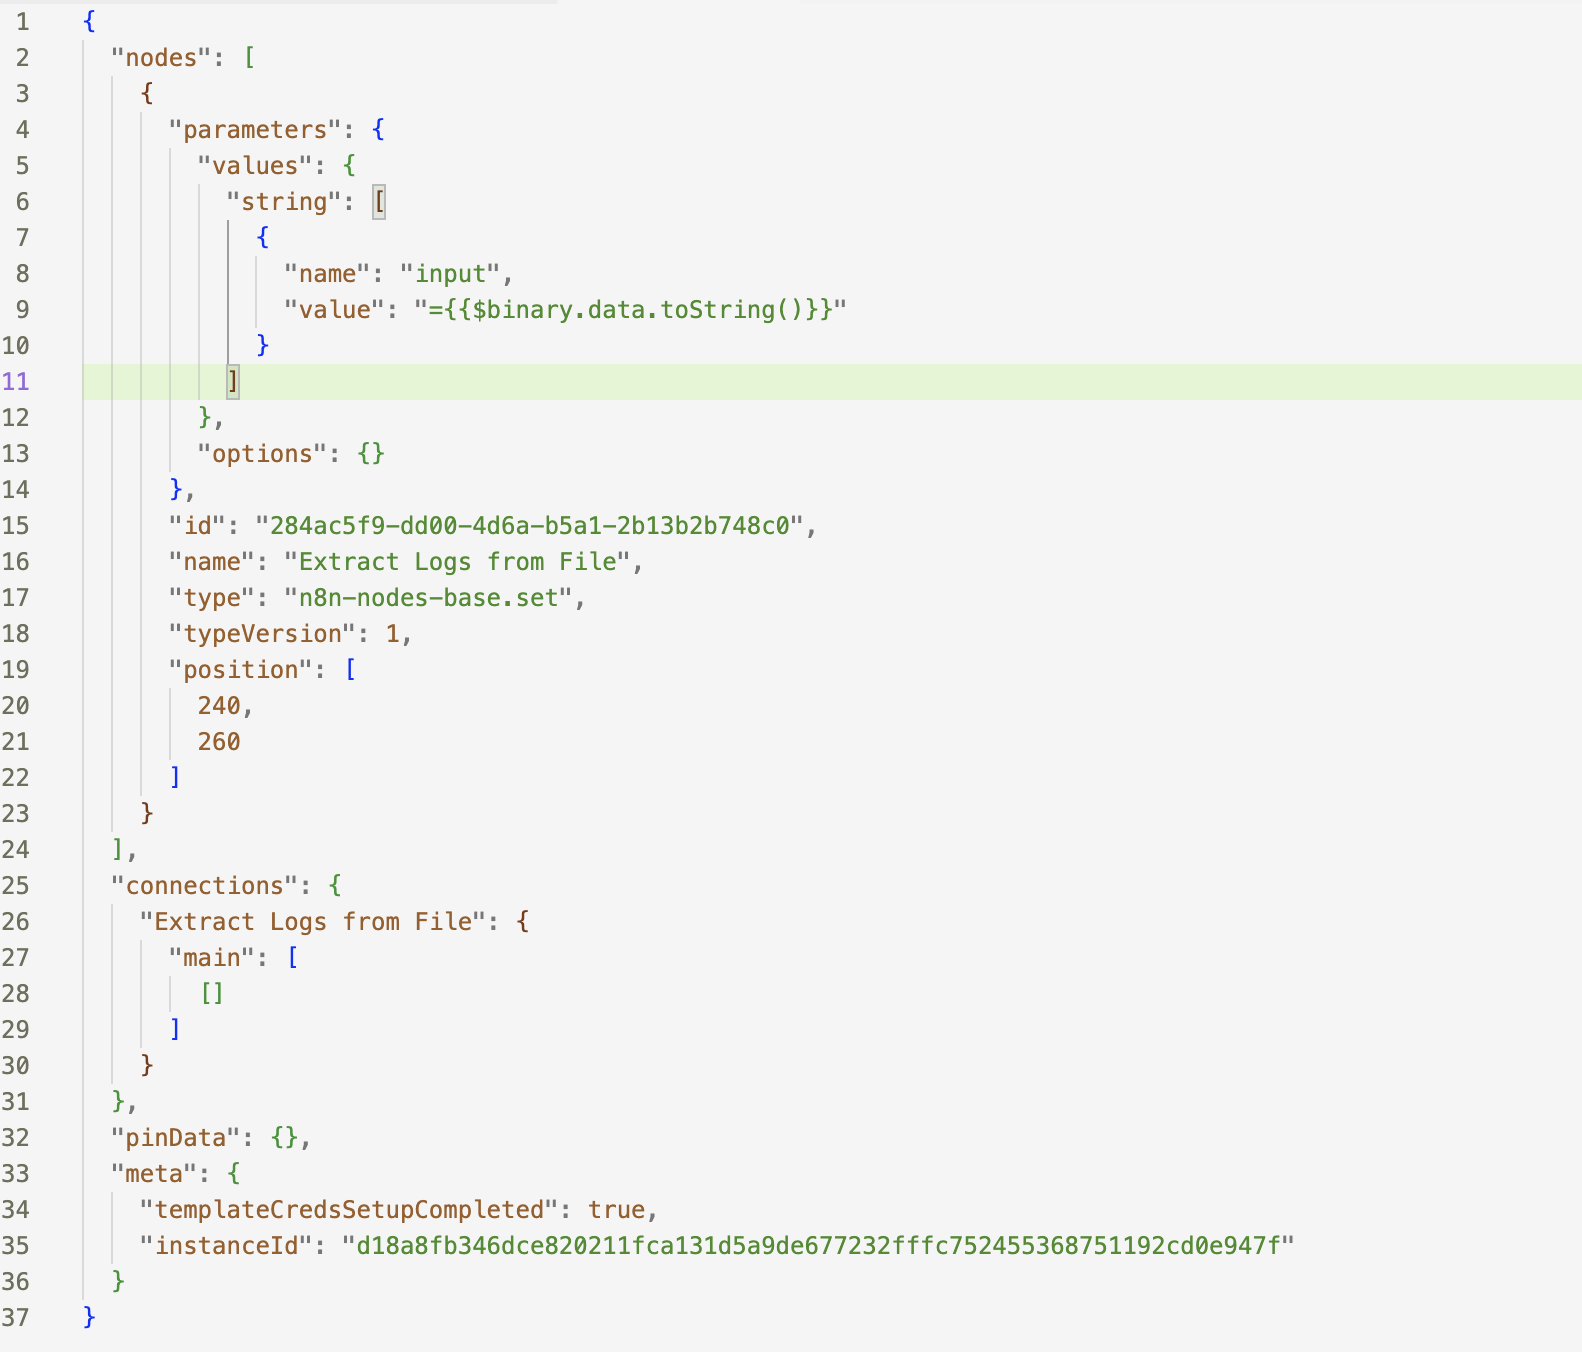 1 {
2   "nodes": [
3     {
4       "parameters": {
5         "values": {
6           "string": [
7             {
8               "name": "input",
9               "value": "={{$binary.data.toString()}}"
10             }
11           ]
12         },
13         "options": {}
14       },
15       "id": "284ac5f9-dd00-4d6a-b5a1-2b13b2b748c0",
16       "name": "Extract Logs from File",
17       "type": "n8n-nodes-base.set",
18       "typeVersion": 1,
19       "position": [
20         240,
21         260
22       ]
23     }
24   ],
25   "connections": {
26     "Extract Logs from File": {
27       "main": [
28         []
29       ]
30     }
31   },
32   "pinData": {},
33   "meta": {
34     "templateCredsSetupCompleted": true,
35     "instanceId": "d18a8fb346dce820211fca131d5a9de677232fffc752455368751192cd0e947f"
36   }
37 }